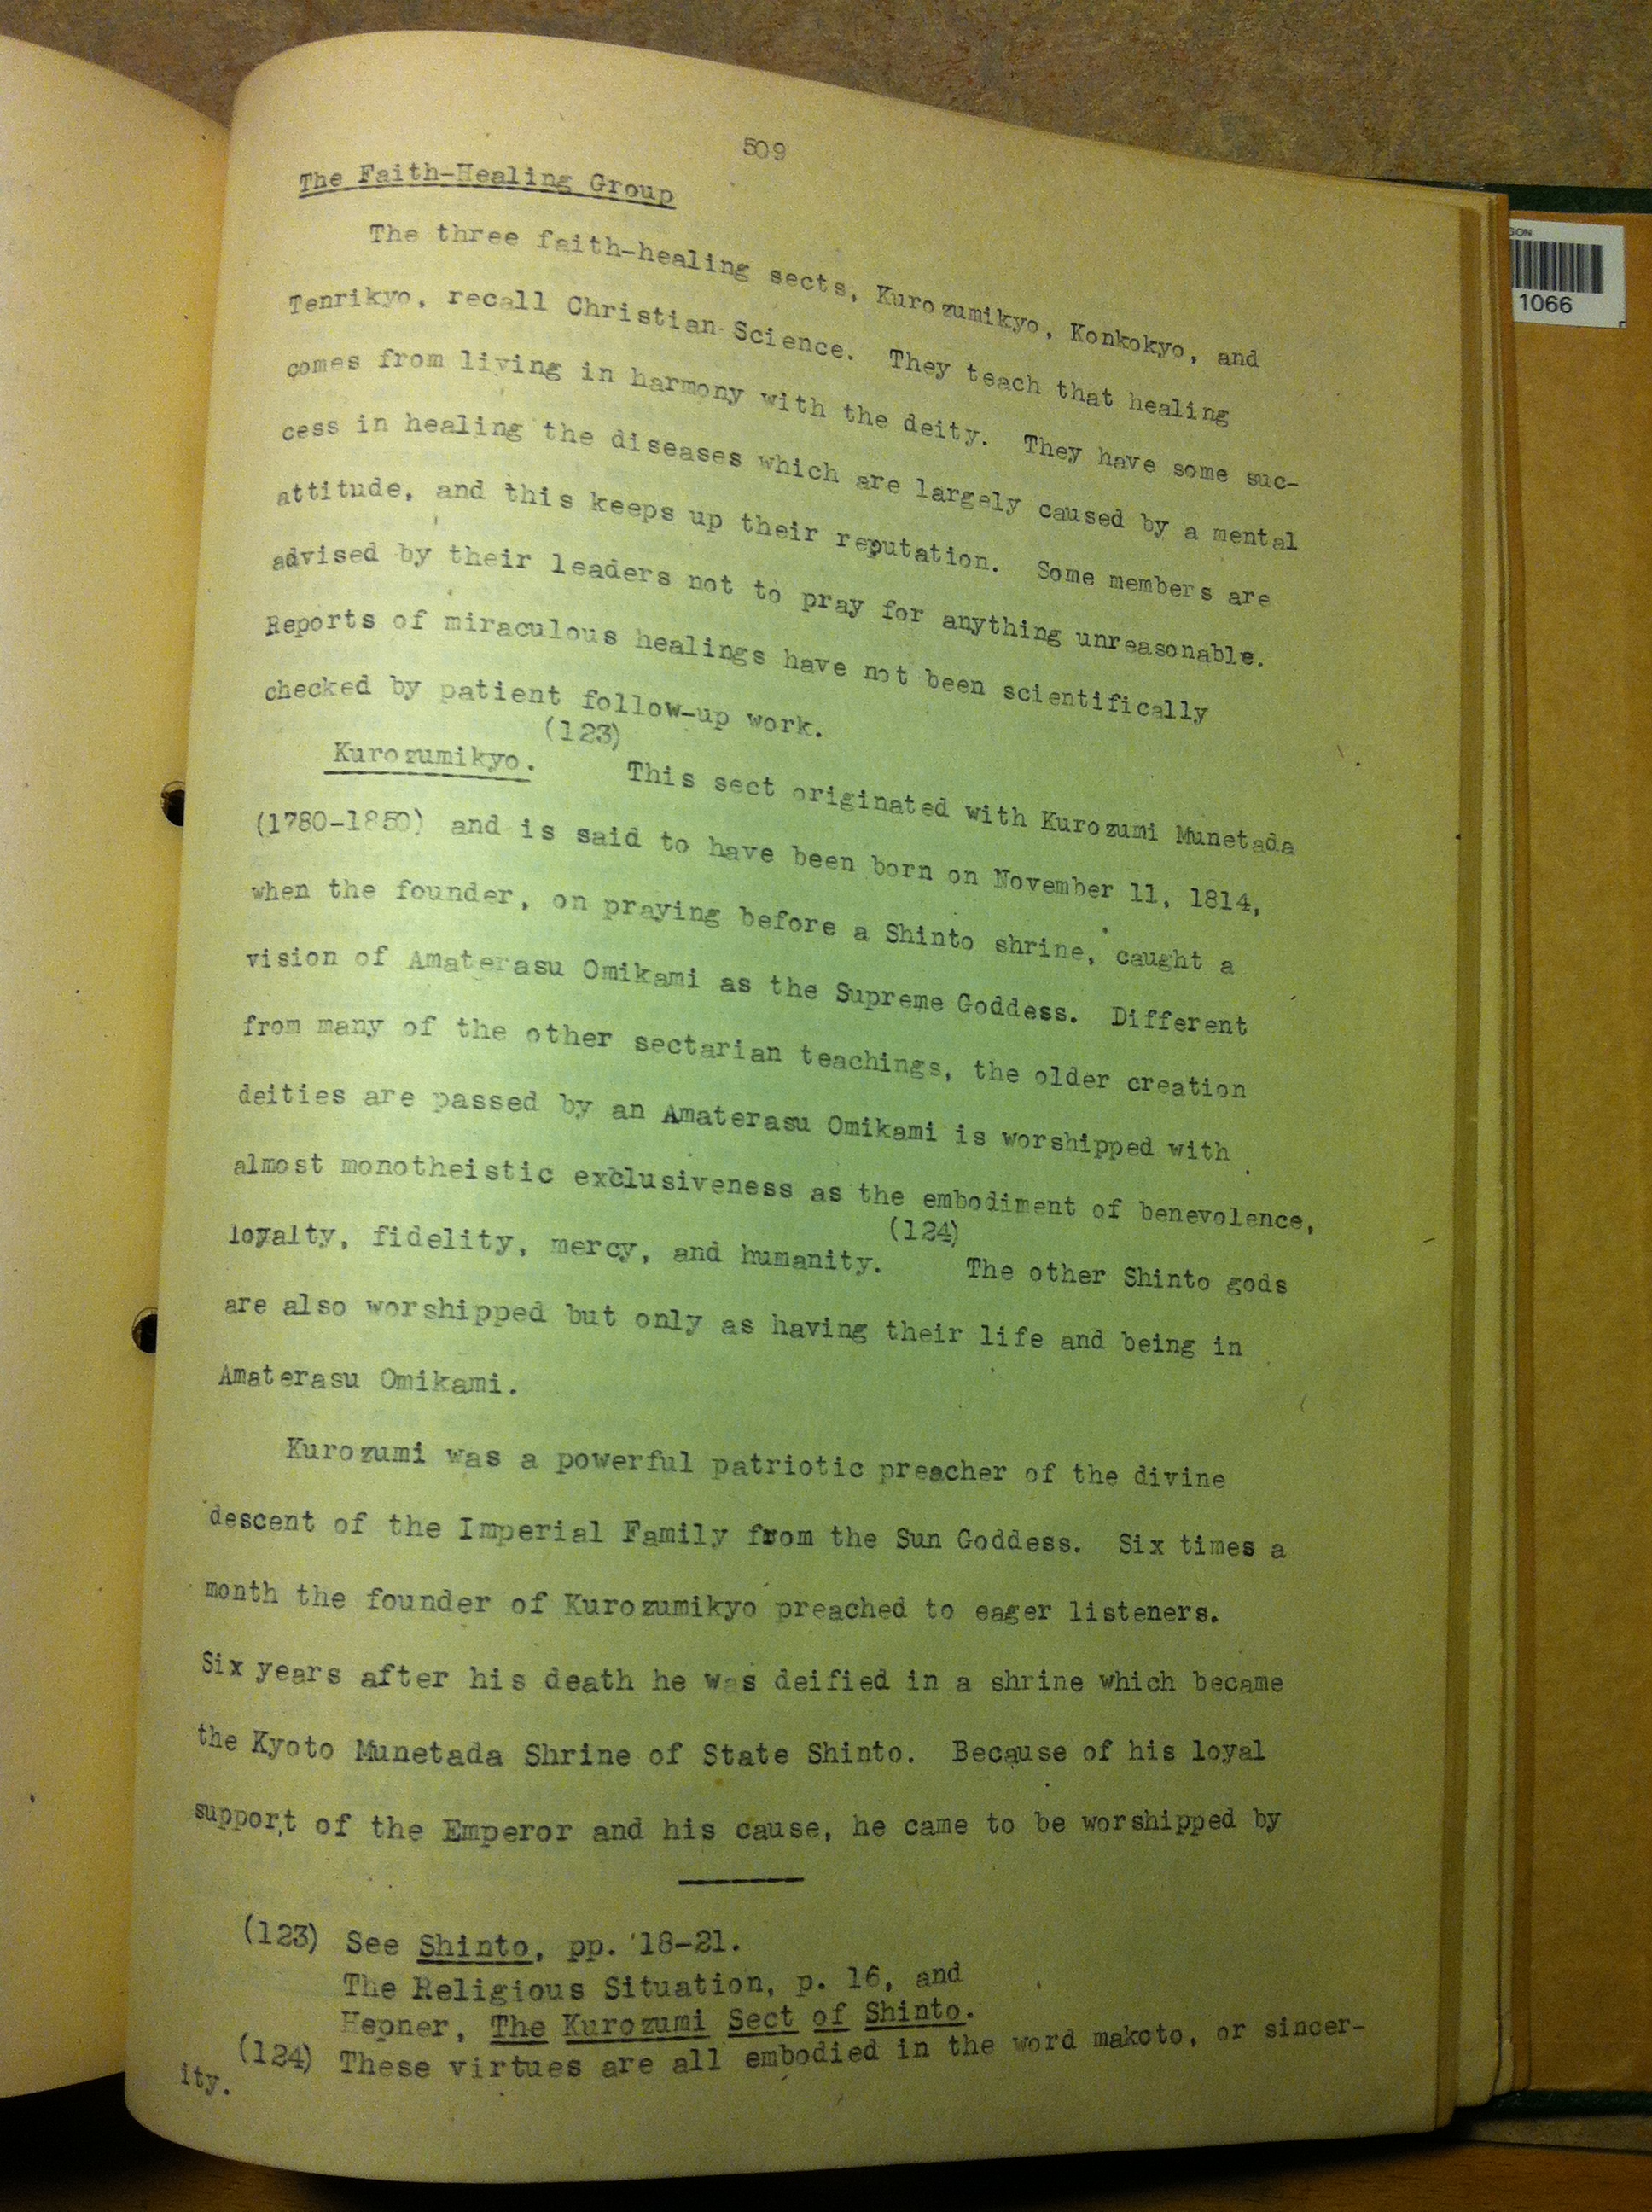 509
The Faith-Healing Group
The three faith-healing sects, Kurozumikyo, Konkokyo, and
Tenrikyo, recall Christian Science. They teach that healing
comes from living in harmony with the deity. They have some suc-
cess in healing the diseases which are largely caused by a mental
attitude, and this keeps up their reputation. Some members are
advised by their leaders not to pray for anything unreasonable.
Reports of miraculous healings have not been scientifically
checked by patient follow-up work.
Kurozumikyo. (123) This sect originated with Kurozumi Munetada
(1780-1850) and is said to have been born on November 11, 1814,
when the founder, on praying before a Shinto shrine, caught a
vision of Amaterasu Omikami as the Supreme Goddess. Different
from many of the other sectarian teachings, the older creation
deities are passed by an Amaterasu Omikami is worshipped with
almost monotheistic exclusiveness as the embodiment of benevolence,
loyalty, fidelity, mercy, and humanity. (124) The other Shinto gods
are also worshipped but only as having their life and being in
Amaterasu Omikami.
Kurozumi was a powerful patriotic preacher of the divine
descent of the Imperial Family from the Sun Goddess. Six times a
month the founder of Kurozumikyo preached to eager listeners.
Six years after his death he was deified in a shrine which became
the Kyoto Munetada Shrine of State Shinto. Because of his loyal
support of the Emperor and his cause, he came to be worshipped by
(123) See Shinto, pp. 18-21.
The Religious Situation, p. 16, and
Hepner, The Kurozumi Sect of Shinto.
(124) These virtues are all embodied in the word makoto, or sincer-
ity.
1066